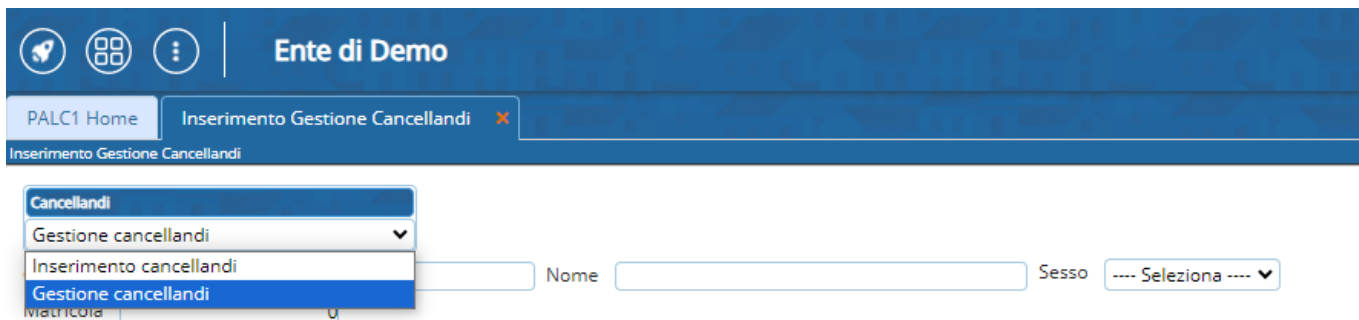 Ente di Demo
PALC1 Home Inserimento Gestione Cancellandi ×
Inserimento Gestione Cancellandi
Cancellandi
Gestione cancellandi
Inserimento cancellandi
Nome Sesso ---- Seleziona ----
Gestione cancellandi
Matricola 0